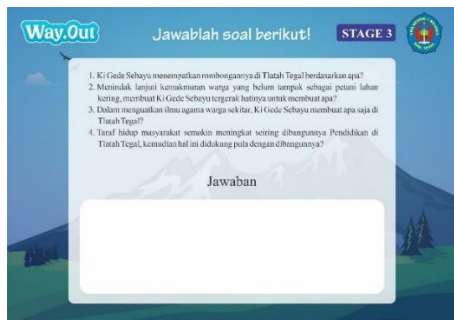 Way.Out
Jawablah soal berikut!
STAGE 3
1. Ki Gede Sebayu menempatkan rombongannya di Tlatah Tegal berdasarkan apa?
2. Menindak lanjuti kemakmuran warga yang belum tampak sebagai petani lahan
kering, membuat Ki Gede Sebayu tergerak hatinya untuk membuat apa?
3. Dalam menguatkan ilmu agama warga sekitar, Ki Gede Sebayu membuat apa saja di
Tlatah Tegal?
4. Taraf hidup masyarakat semakin meningkat seiring dibangunnya Pendidikan di
Tlatah Tegal, kemudian hal ini didukung pula dengan dibangunnya?
Jawaban